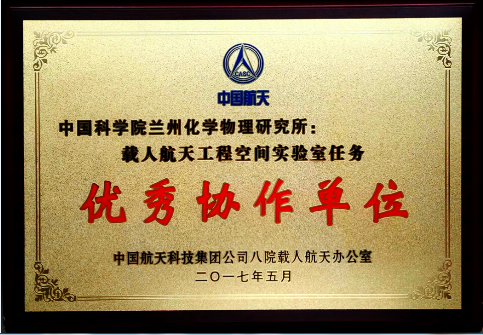 CASC
中国航天
中国科学院兰州化学物理研究所：
载人航天工程空间实验室任务
优秀协作单位
中国航天科技集团公司八院载人航天办公室
二〇一七年五月